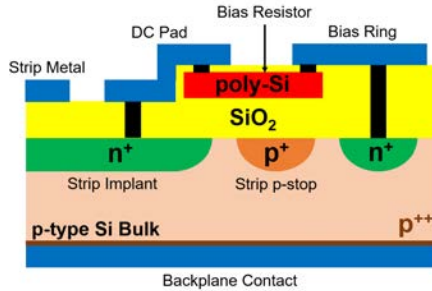 Bias Resistor
DC Pad
Bias Ring
Strip Metal
poly-Si
SiO2
n+
p+
n+
Strip Implant
Strip p-stop
p-type Si Bulk
p++
Backplane Contact